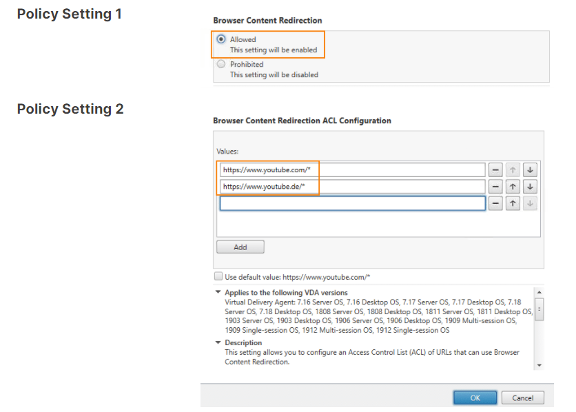 Policy Setting 1
Browser Content Redirection
Allowed
This setting will be enabled
Prohibited
This setting will be disabled
Policy Setting 2
Browser Content Redirection ACL Configuration
Values:
https://www.youtube.com/*
https://www.youtube.de/*
Add
Use default value: https://www.youtube.com/*
Applies to the following VDA versions
Virtual Delivery Agent: 7.16 Server OS, 7.16 Desktop OS, 7.17 Server OS, 7.17 Desktop OS, 7.18
Server OS, 7.18 Desktop OS, 1808 Server OS, 1808 Desktop OS, 1811 Server OS, 1811 Desktop OS,
1903 Server OS, 1903 Desktop OS, 1906 Server OS, 1906 Desktop OS, 1909 Multi-session OS,
1909 Single-session OS, 1912 Multi-session OS, 1912 Single-session OS
Description
This setting allows you to configure an Access Control List (ACL) of URLs that can use Browser
Content Redirection.
OK Cancel